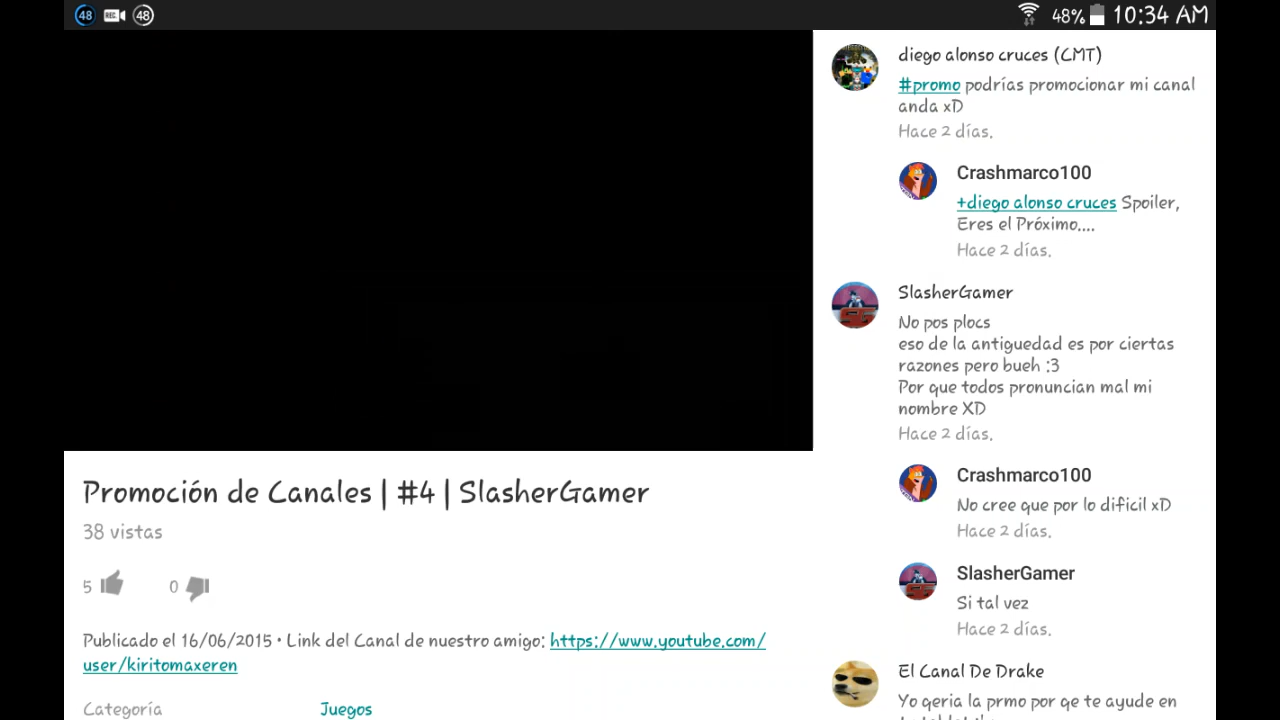 48 REC 48 48% 10:34 AM
Promoción de Canales | #4 | SlasherGamer
38 vistas
5 0
Publicado el 16/06/2015 • Link del Canal de nuestro amigo: https://www.youtube.com/
user/kiritomaxeren
Categoría Juegos
diego alonso cruces (CMT)
#promo podrías promocionar mi canal
anda xD
Hace 2 días.
Crashmarco100
+diego alonso cruces Spoiler,
Eres el Próximo....
Hace 2 días.
SlasherGamer
No pos plocs
eso de la antiguedad es por ciertas
razones pero bueh :3
Por que todos pronuncian mal mi
nombre XD
Hace 2 días.
Crashmarco100
No cree que por lo dificil xD
Hace 2 días.
SlasherGamer
Si tal vez
Hace 2 días.
El Canal De Drake
Yo qeria la prmo por qe te ayude en